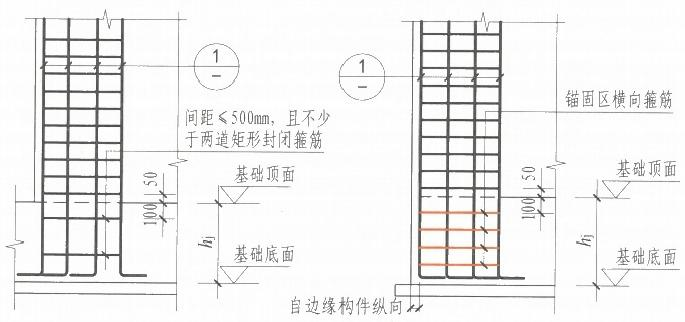 1
—
间距≤500mm，且不少
于两道矩形封闭箍筋
50
基础顶面
100
hj
基础底面
1
—
锚固区横向箍筋
50
基础顶面
100
hj
基础底面
自边缘构件纵向